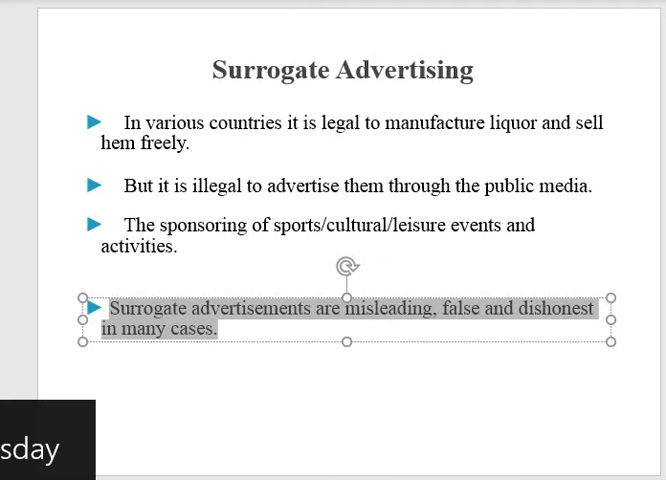 Surrogate Advertising
In various countries it is legal to manufacture liquor and sell
hem freely.
But it is illegal to advertise them through the public media.
The sponsoring of sports/cultural/leisure events and
activities.
Surrogate advertisements are misleading, false and dishonest
in many cases.
sday